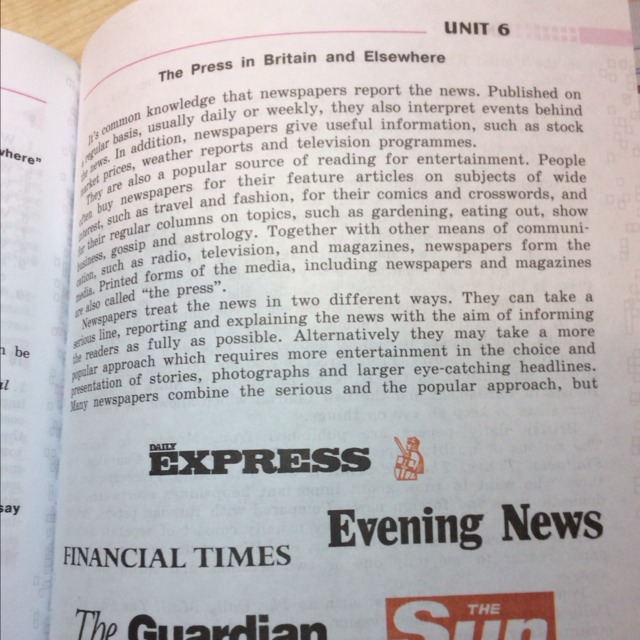 UNIT 6
The Press in Britain and Elsewhere
It's common knowledge that newspapers report the news. Published on
a regular basis, usually daily or weekly, they also interpret events behind
the news. In addition, newspapers give useful information, such as stock
market prices, weather reports and television programmes.
They are also a popular source of reading for entertainment. People
often buy newspapers for their feature articles on subjects of wide
interest, such as travel and fashion, for their comics and crosswords, and
for their regular columns on topics, such as gardening, eating out, show
business, gossip and astrology. Together with other means of communi-
cation, such as radio, television, and magazines, newspapers form the
media. Printed forms of the media, including newspapers and magazines
are also called “the press”.
Newspapers treat the news in two different ways. They can take a
serious line, reporting and explaining the news with the aim of informing
the readers as fully as possible. Alternatively they may take a more
popular approach which requires more entertainment in the choice and
presentation of stories, photographs and larger eye-catching headlines.
Many newspapers combine the serious and the popular approach, but
DAILY
EXPRESS
Evening News
FINANCIAL TIMES
The Guardian
THE
Sun
be
say